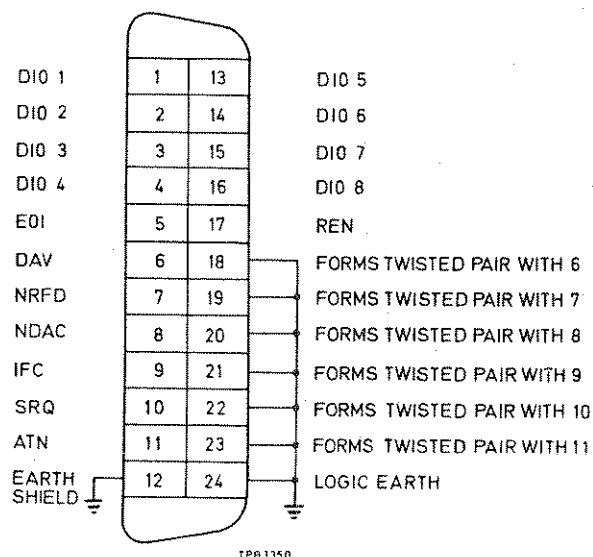 DIO 1 1 13 DIO 5
DIO 2 2 14 DIO 6
DIO 3 3 15 DIO 7
DIO 4 4 16 DIO 8
EOI 5 17 REN
DAV 6 18 FORMS TWISTED PAIR WITH 6
NRFD 7 19 FORMS TWISTED PAIR WITH 7
NDAC 8 20 FORMS TWISTED PAIR WITH 8
IFC 9 21 FORMS TWISTED PAIR WITH 9
SRQ 10 22 FORMS TWISTED PAIR WITH 10
ATN 11 23 FORMS TWISTED PAIR WITH 11
EARTH 12 24 LOGIC EARTH
SHIELD
TPB3350